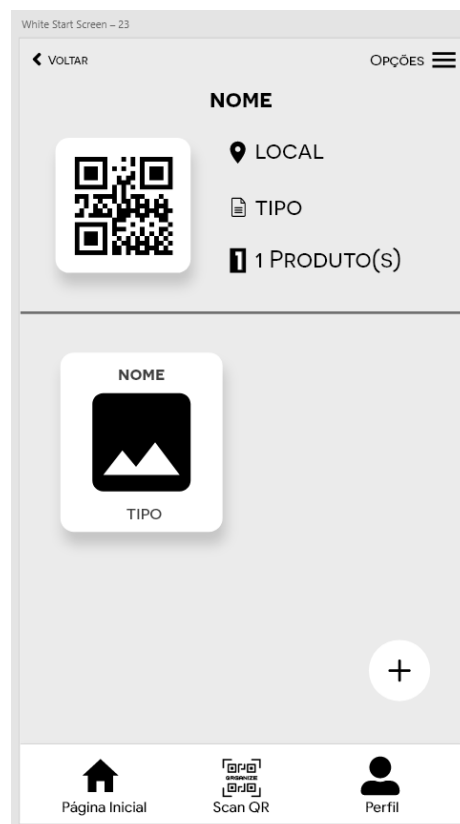 White Start Screen – 23
VOLTAR
OPÇÕES
NOME
LOCAL
TIPO
1 1 PRODUTO(S)
NOME
TIPO
+
ORGANIZE
Página Inicial
Scan QR
Perfil